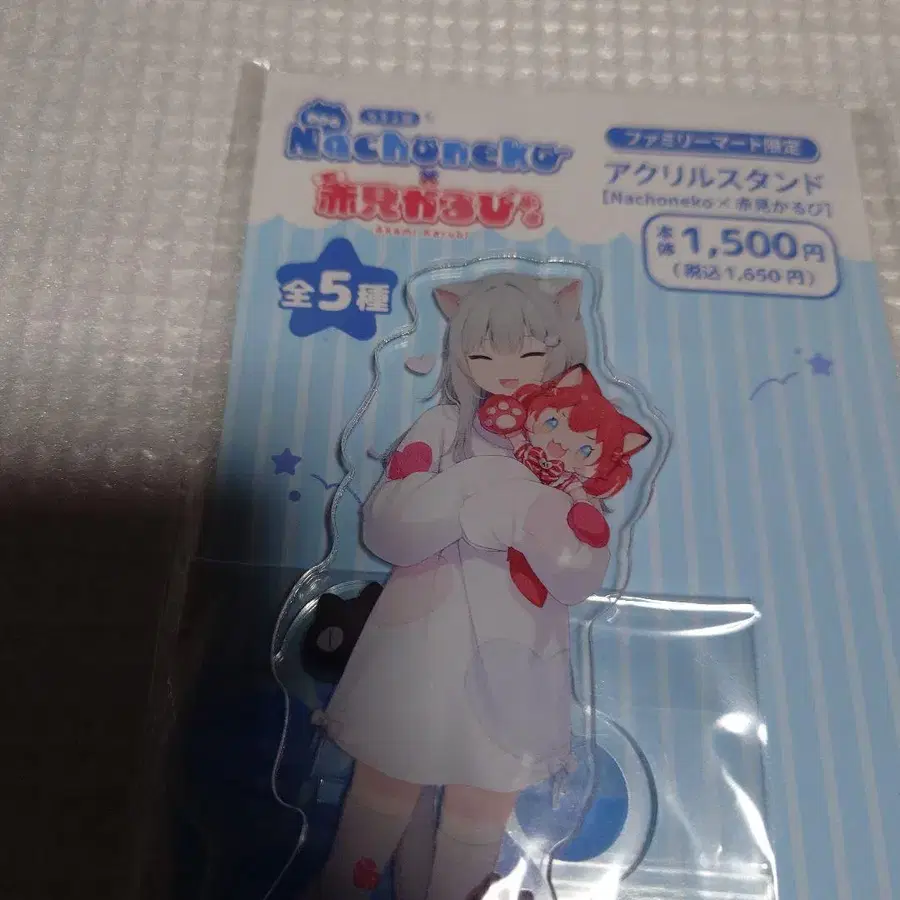 Nachoneko
×
赤見かるび
Akami Karubi
全5種
ファミリーマート限定
アクリルスタンド
[Nachoneko×赤見かるび]
本体 1,500円
(税込1,650円)